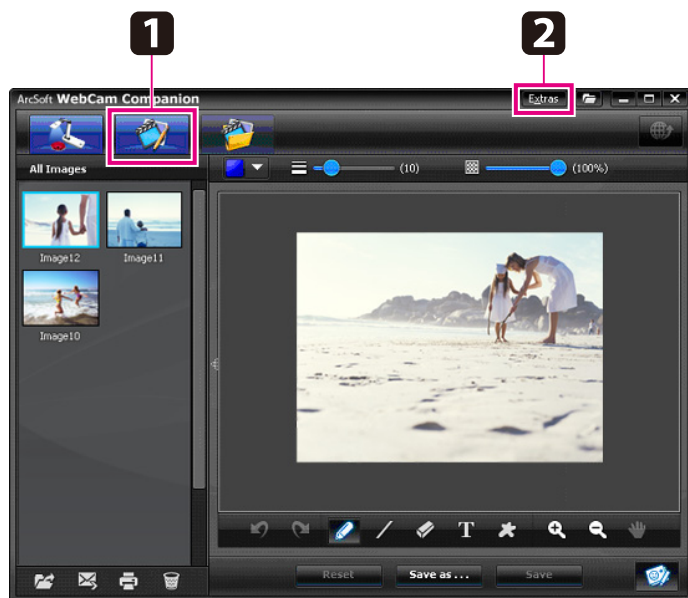 1
2
ArcSoft WebCam Companion
Extras
All Images
(10)
(100%)
Image12
Image11
Image10
T
Reset
Save as ...
Save